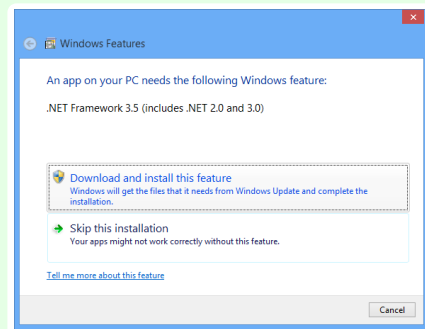 Windows Features
An app on your PC needs the following Windows feature:
.NET Framework 3.5 (includes .NET 2.0 and 3.0)
Download and install this feature
Windows will get the files that it needs from Windows Update and complete the
installation.
Skip this installation
Your apps might not work correctly without this feature.
Tell me more about this feature
Cancel